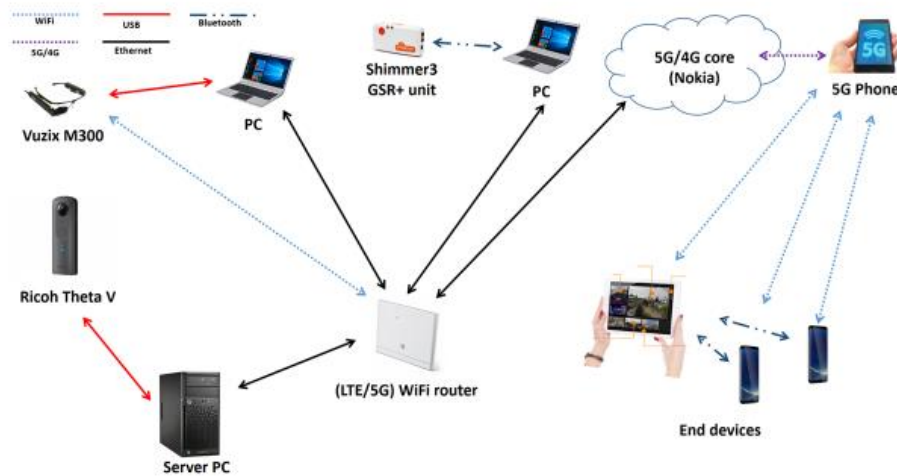 WiFi
USB
Bluetooth
5G/4G
Ethernet
Vuzix M300
PC
Shimmer3
GSR+ unit
PC
5G/4G core
(Nokia)
5G
5G Phone
Ricoh Theta V
(LTE/5G) WiFi router
Server PC
End devices